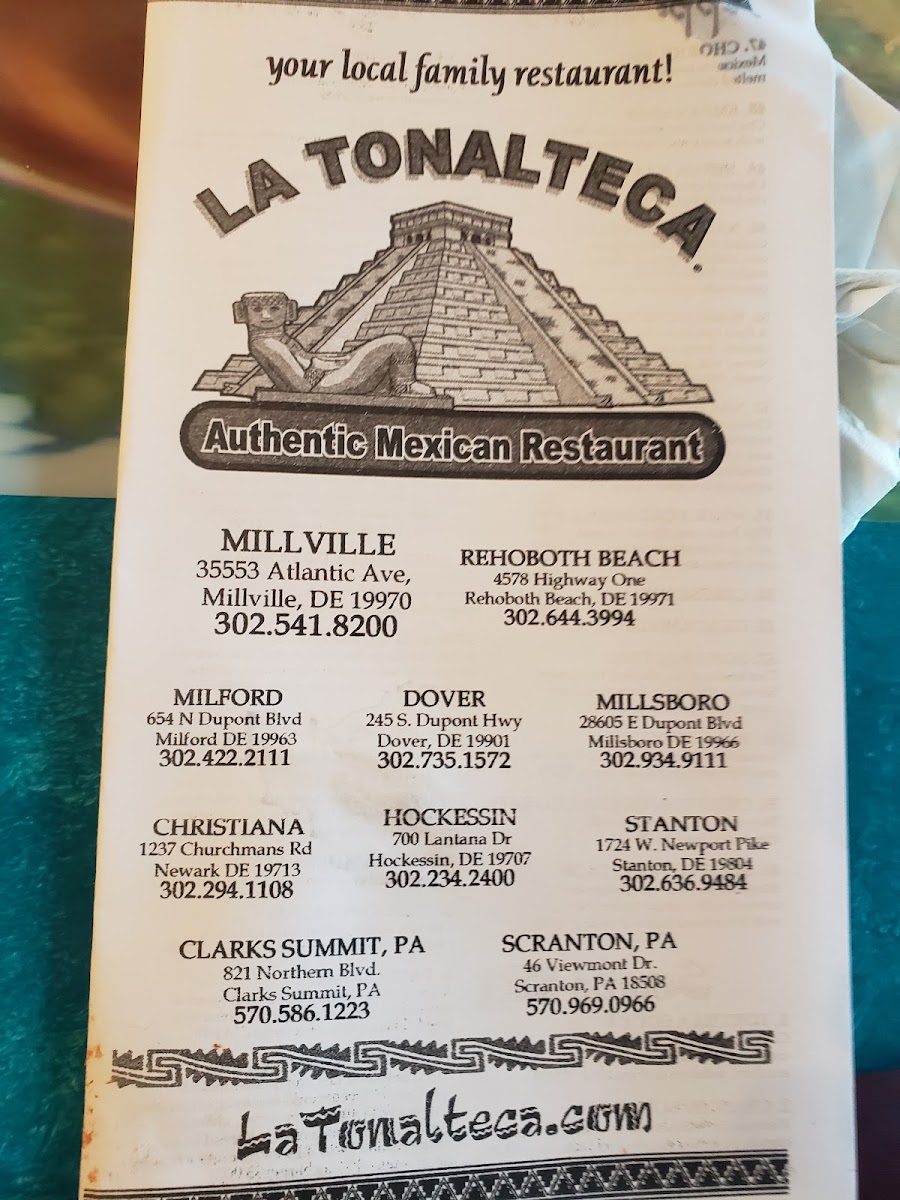 your local family restaurant!
LA TONALTECA
Authentic Mexican Restaurant
MILLVILLE
35553 Atlantic Ave,
Millville, DE 19970
302.541.8200
REHOBOTH BEACH
4578 Highway One
Rehoboth Beach, DE 19971
302.644.3994
MILFORD
654 N Dupont Blvd
Milford DE 19963
302.422.2111
DOVER
245 S. Dupont Hwy
Dover, DE 19901
302.735.1572
MILLSBORO
28605 E Dupont Blvd
Millsboro DE 19966
302.934.9111
CHRISTIANA
1237 Churchmans Rd
Newark DE 19713
302.294.1108
HOCKESSIN
700 Lantana Dr
Hockessin, DE 19707
302.234.2400
STANTON
1724 W. Newport Pike
Stanton, DE 19804
302.636.9484
CLARKS SUMMIT, PA
821 Northern Blvd.
Clarks Summit, PA
570.586.1223
SCRANTON, PA
46 Viewmont Dr.
Scranton, PA 18508
570.969.0966
LaTonalteca.com